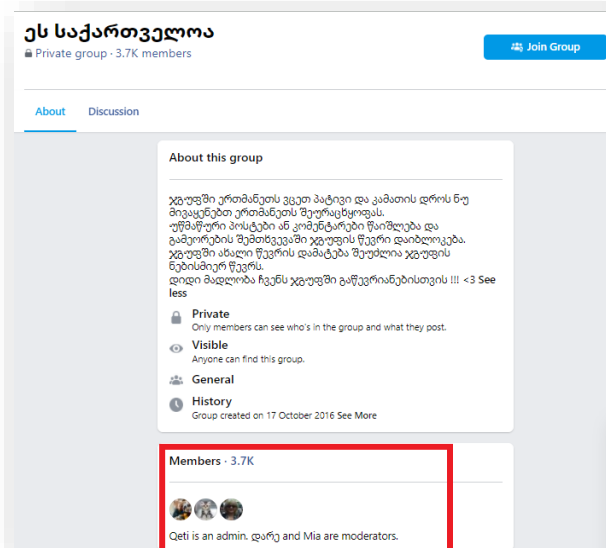 ეს საქართველოა
Private group · 3.7K members
Join Group
About
Discussion
About this group
ჯგუფში ერთმანეთს ვცეთ პატივი და კამათის დროს ნუ
მივაყენებთ ერთმანეთს შეურაცხყოფას.
უწმაწური პოსტები ან კომენტარები წაიშლება და
გამეორების შემთხვევაში ჯგუფის წევრი დაიბლოკება.
ჯგუფში ახალი წევრის დამატება შეუძლია ჯგუფის
ნებისმიერ წევრს.
დიდი მადლობა ჩვენს ჯგუფში გაწევრიანებისთვის !!! <3 See
less
Private
Only members can see who's in the group and what they post.
Visible
Anyone can find this group.
General
History
Group created on 17 October 2016 See More
Members · 3.7K
Qeti is an admin. დარე and Mia are moderators.